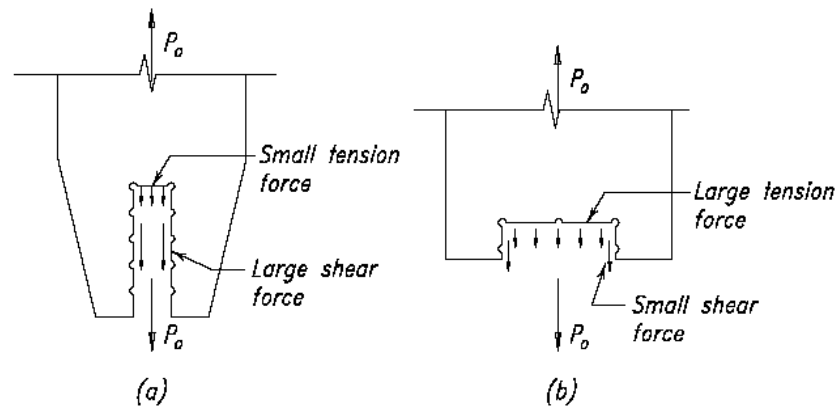 Po
Small tension
force
Large shear
force
Po
(a)
Po
Large tension
force
Small shear
force
Po
(b)